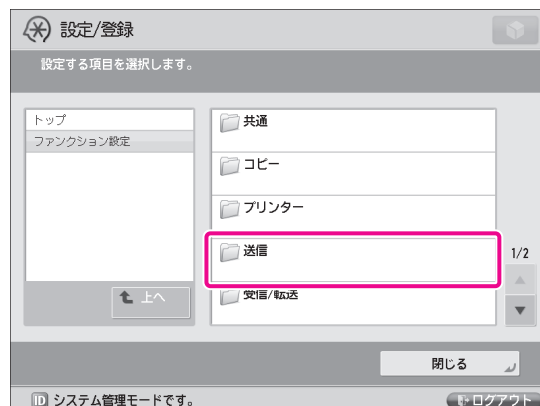 設定/登録
設定する項目を選択します。
トップ
ファンクション設定
上へ
共通
コピー
プリンター
送信
受信/転送
1/2
閉じる
ID システム管理モードです。
ログアウト